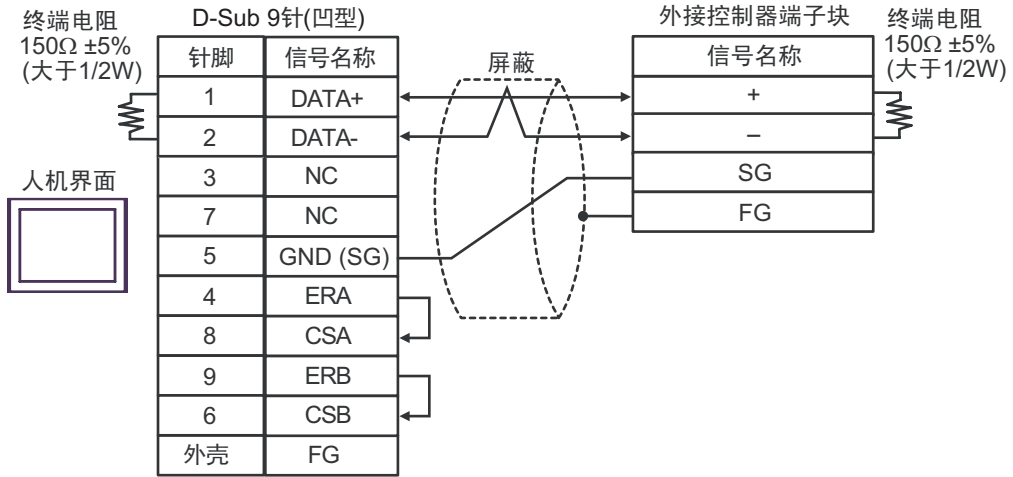 终端电阻
150Ω ±5%
(大于1/2W)
D-Sub 9针(凹型)
针脚 信号名称
1 DATA+
2 DATA-
3 NC
7 NC
5 GND (SG)
4 ERA
8 CSA
9 ERB
6 CSB
外壳 FG
人机界面
屏蔽
外接控制器端子块
信号名称
+
–
SG
FG
终端电阻
150Ω ±5%
(大于1/2W)